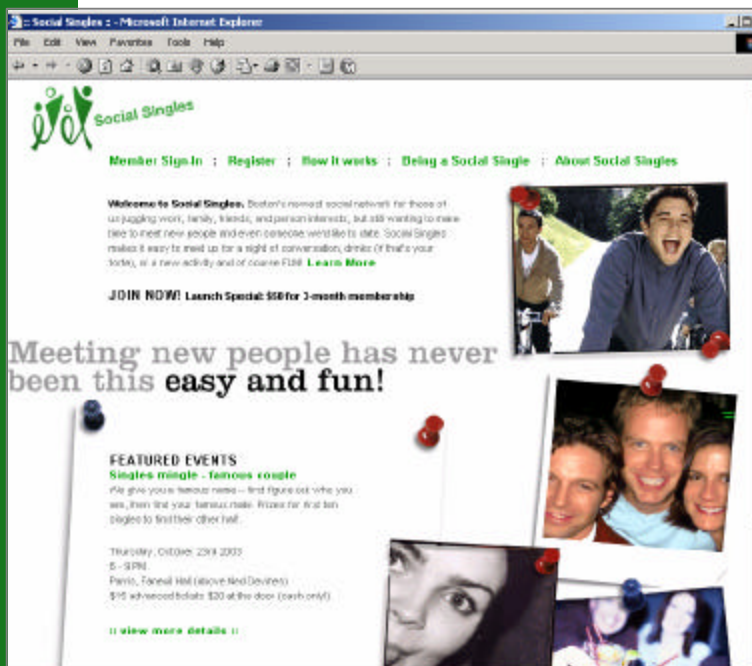 :: Social Singles : - Microsoft Internet Explorer
File Edit View Favorites Tools Help
Social Singles
Member Sign-In : Register : How it works : Being a Social Single : About Social Singles
Welcome to Social Singles. Boston's newest social network for those of
us juggling work, family, friends, and person interests, but still wanting to make
time to meet new people and even someone we'd like to date. Social Singles
makes it easy to meet up for a night of conversation, drinks (if that's your
taste), or a new activity and of course FUN! Learn More
JOIN NOW! Launch Special: $50 for 3-month membership
Meeting new people has never
been this easy and fun!
FEATURED EVENTS
Singles mingle - famous couple
We give you a famous name – first figure out who you
are, then find your famous mate. Prizes for first ten
singles to find their other half.
Thursday, October 23rd 2003
6 - 9 PM
Parris, Faneuil Hall (above Ned Devines)
$15 advanced tickets $20 at the door (cash only!)
:: view more details ::